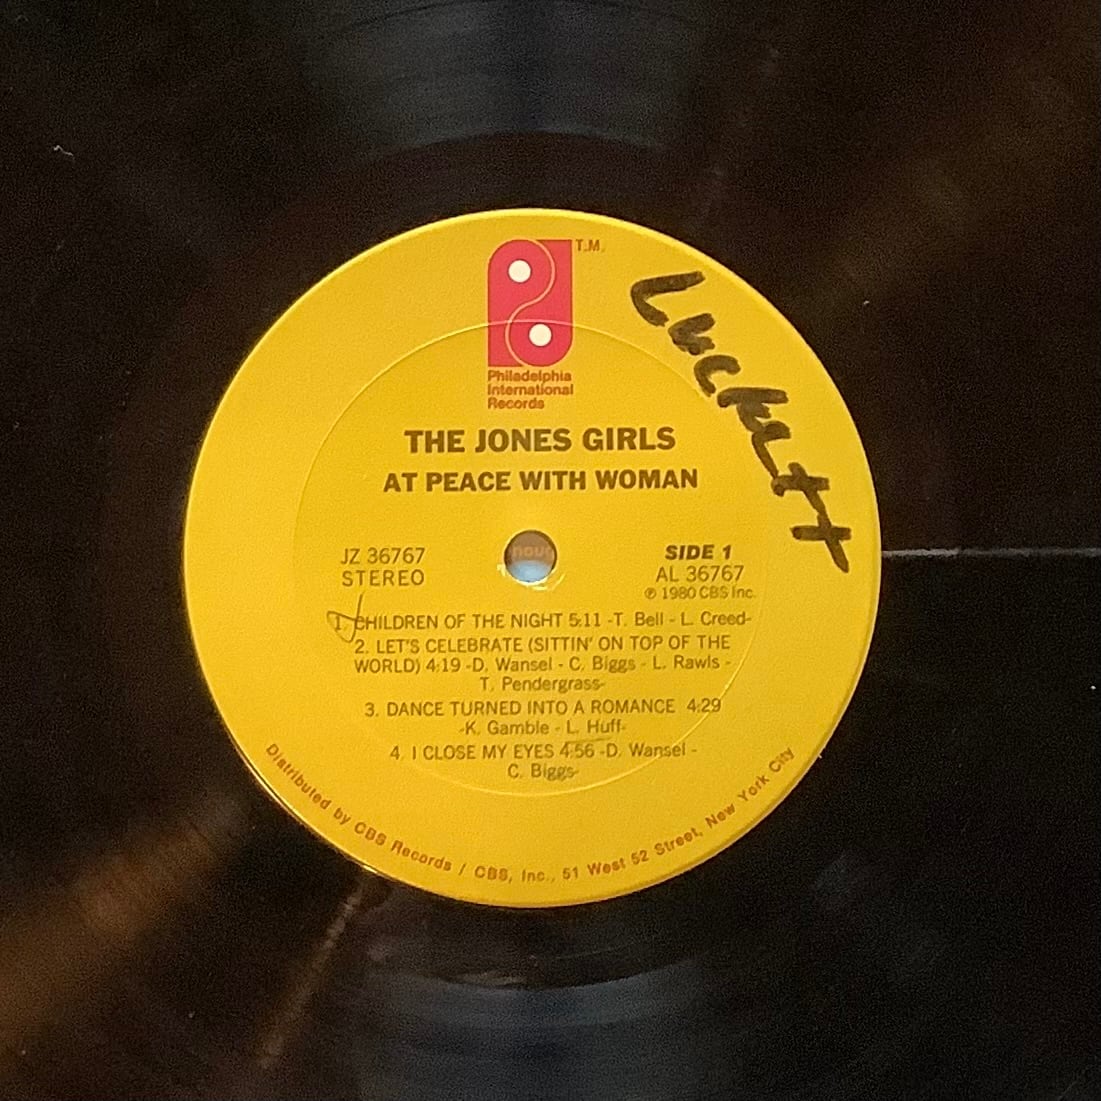 T.M.
Philadelphia
International
Records
Luckett
THE JONES GIRLS
AT PEACE WITH WOMAN
JZ 36767
STEREO
SIDE 1
AL 36767
℗ 1980 CBS Inc.
1. CHILDREN OF THE NIGHT 5:11 -T. Bell - L. Creed-
2. LET'S CELEBRATE (SITTIN' ON TOP OF THE
WORLD) 4:19 -D. Wansel - C. Biggs - L. Rawls -
T. Pendergrass-
3. DANCE TURNED INTO A ROMANCE 4:29
-K. Gamble - L. Huff-
4. I CLOSE MY EYES 4:56 -D. Wansel -
C. Biggs-
Distributed by CBS Records / CBS, Inc., 51 West 52 Street, New York City